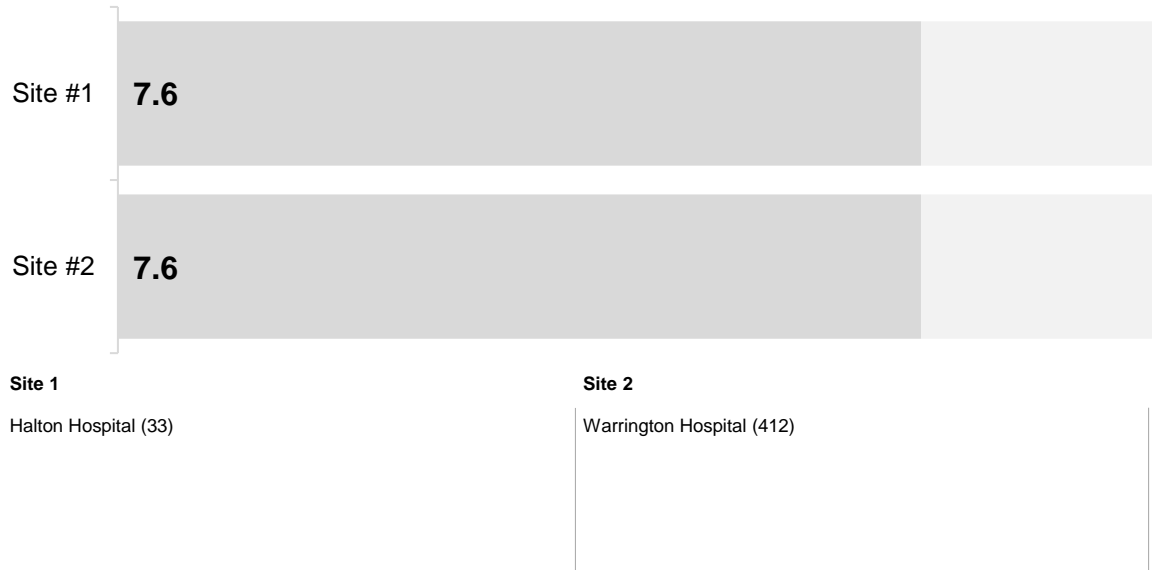 Site #1 7.6
Site #2 7.6
Site 1 Site 2
Halton Hospital (33) Warrington Hospital (412)